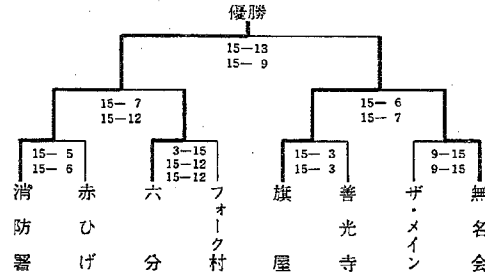 優勝
15—13
15—9
15—7
15—12
15—6
15—7
15—5
15—6
3—15
15—12
15—12
15—3
15—3
9—15
9—15
消防署
赤ひげ
六分
フォーク村
旗屋
善光寺
ザ・メイン
無名会